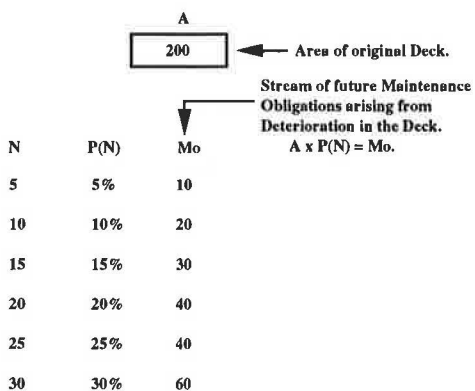 A
200 Area of original Deck.
Stream of future Maintenance
Obligations arising from
Deterioration in the Deck.
N P(N) Mo A x P(N) = Mo.
5 5% 10
10 10% 20
15 15% 30
20 20% 40
25 25% 40
30 30% 60